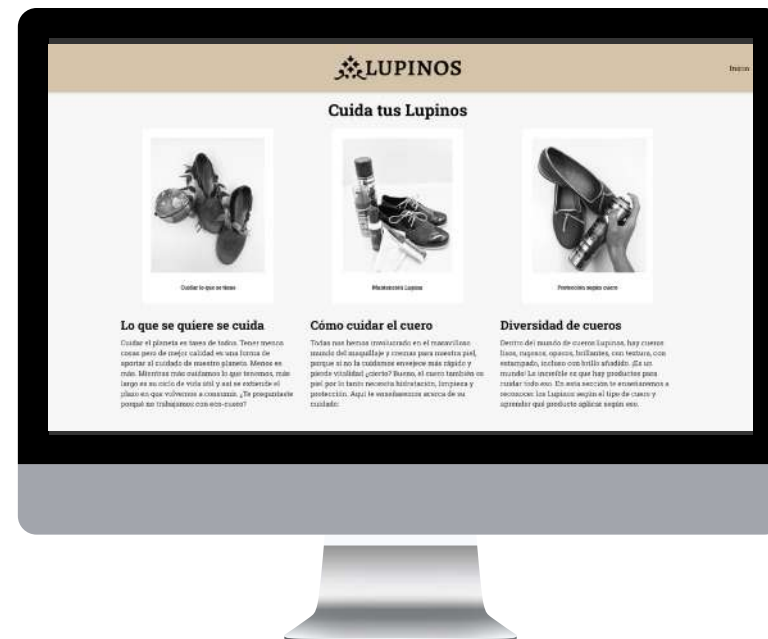 LUPINOS
Cuida tus Lupinos
Cuidar lo que se tiene
Protección según cuero
Lo que se quiere se cuida
Cuidar el planeta es tarea de todos. Tener menos
cosas pero de mejor calidad es una forma de
aportar al cuidado de nuestro planeta. Menos es
más. Mientras más cuidamos lo que tenemos, más
largo es su ciclo de vida útil y así se extiende el
plazo en que volvemos a consumir. ¿Te preguntaste
porqué no trabajamos con eco-cuero?
Cómo cuidar el cuero
Todas nos hemos involucrado en el maravilloso
mundo del maquillaje y cremas para nuestra piel,
porque si no la cuidamos envejece más rápido y
pierde vitalidad ¿cierto? Bueno, el cuero también es
piel por lo tanto necesita hidratación, limpieza y
protección. Aquí te enseñaremos acerca de su
cuidado:
Diversidad de cueros
Dentro del mundo de cueros Lupinos, hay cueros
lisos, rugosos, opacos, brillantes, con textura, con
estampado, incluso con brillo añadido. ¡Es un
mundo! Lo increíble es que hay productos para
cuidar todo eso. En esta sección te enseñaremos a
reconocer los Lupinos según el tipo de cuero y
aprender qué producto aplicar según eso.